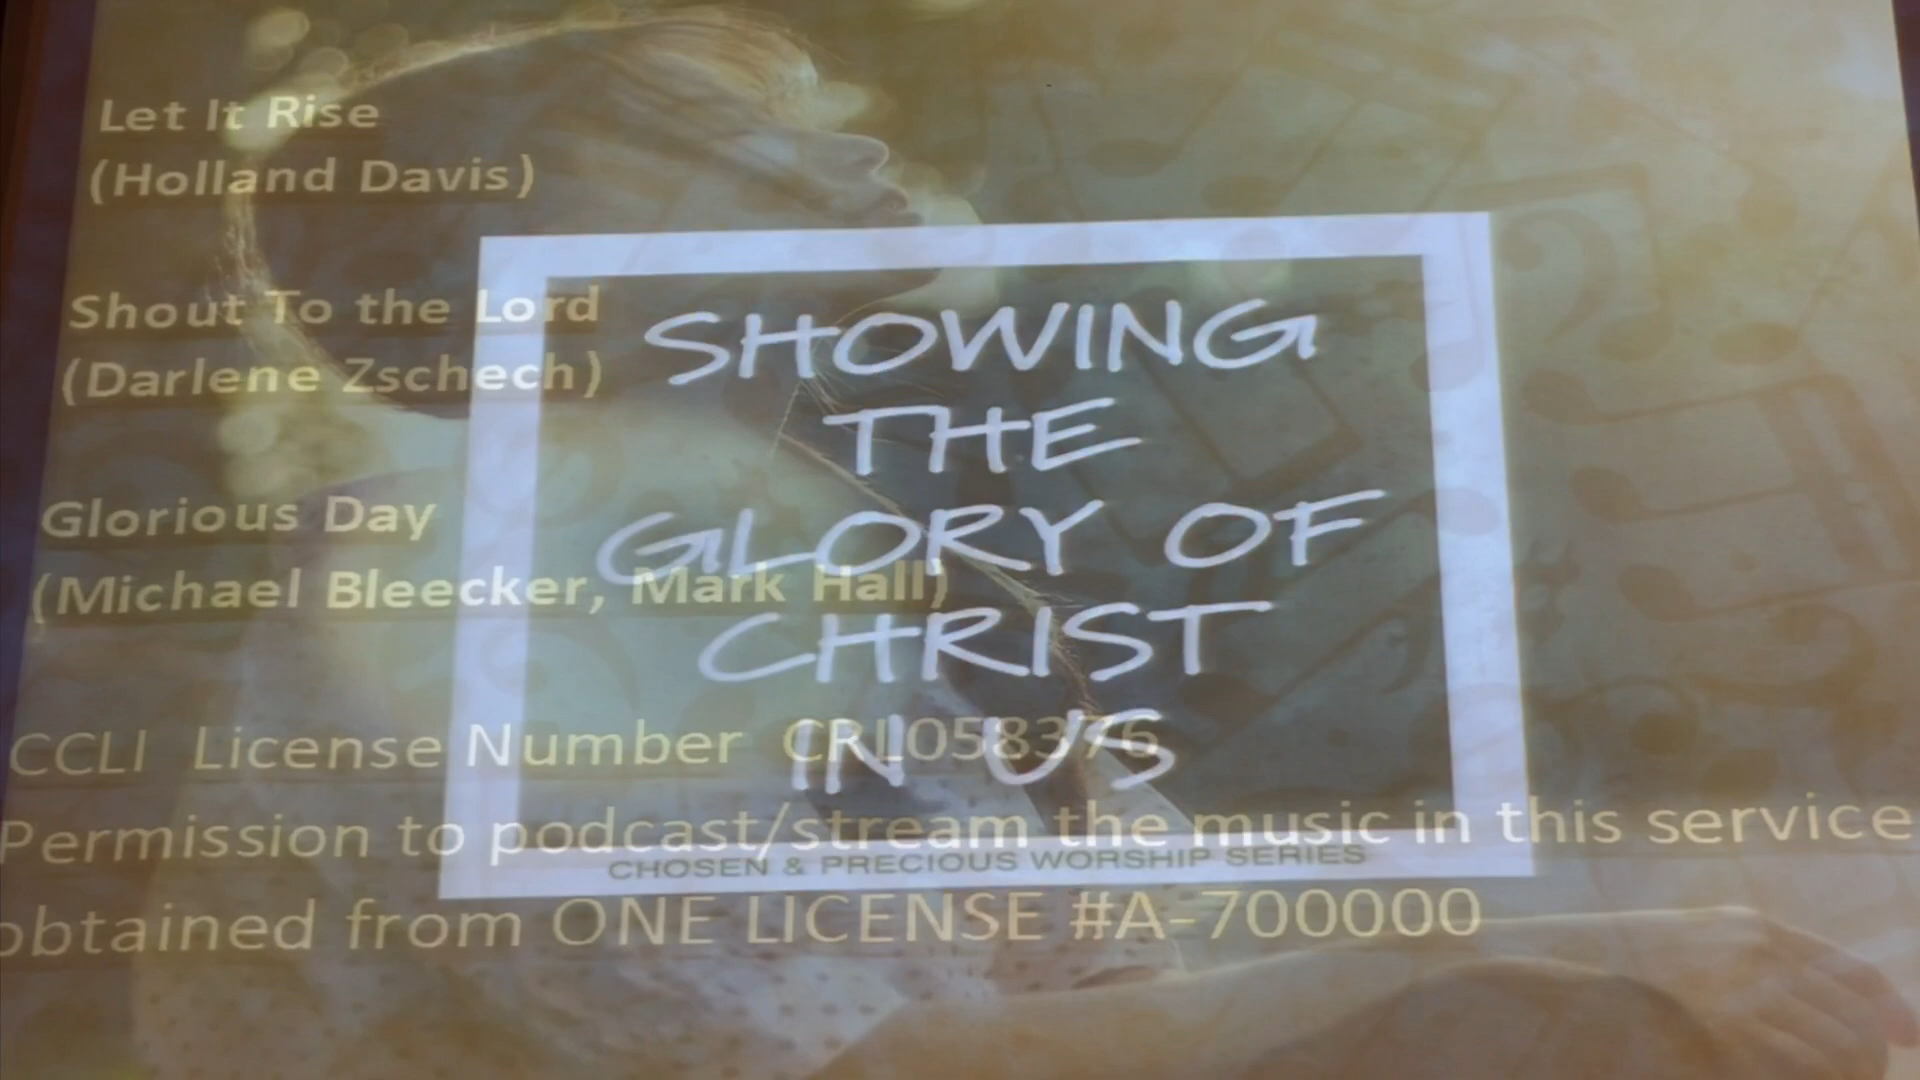 Let It Rise
(Holland Davis)
Shout To the Lord
(Darlene Zschech)
Glorious Day
(Michael Bleecker, Mark Hall)
CCLI License Number
Permission to podcast/stream the music in this service
obtained from ONE LICENSE #A-700000
SHOWING
THE
GLORY OF
CHRIST
IN US
CHOSEN & PRECIOUS WORSHIP SERIES